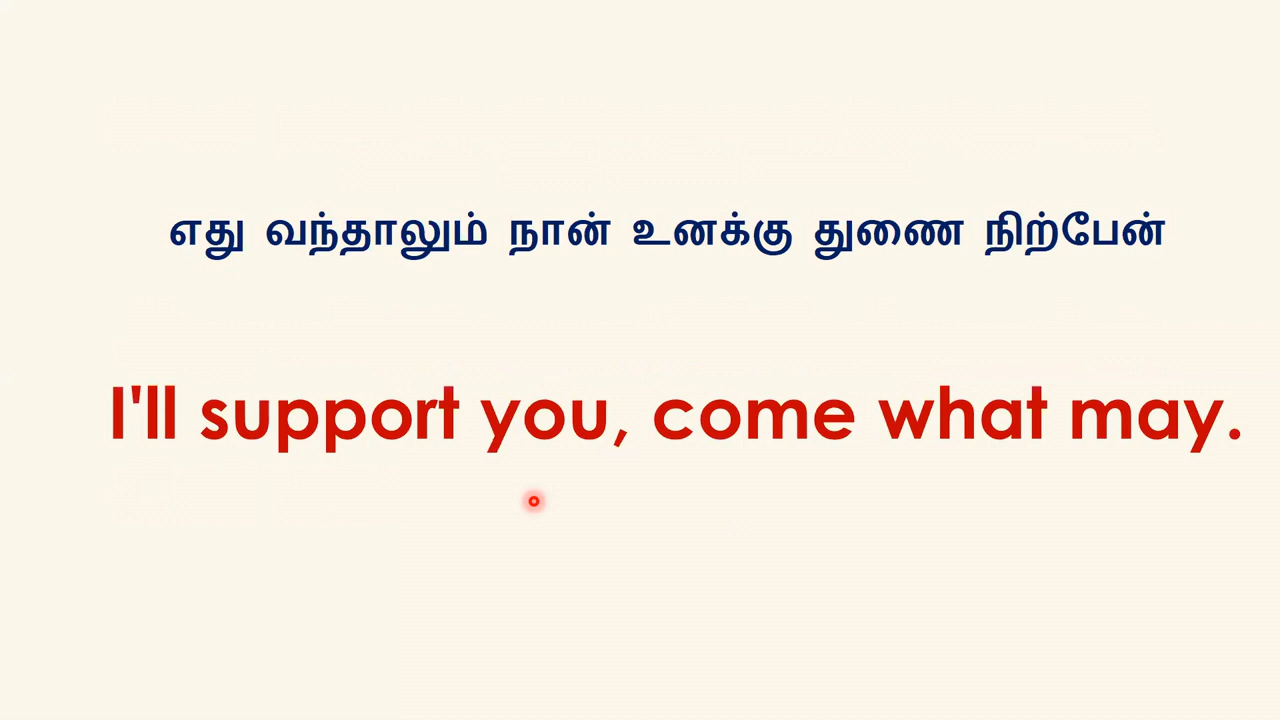 எது வந்தாலும் நான் உனக்கு துணை நிற்பேன்
I'll support you, come what may.